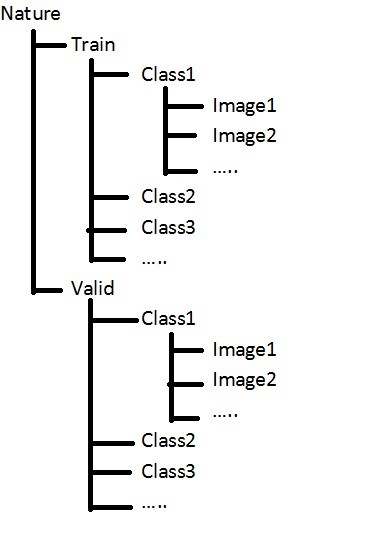 Nature
Train
Class1
Image1
Image2
.....
Class2
Class3
.....
Valid
Class1
Image1
Image2
.....
Class2
Class3
.....